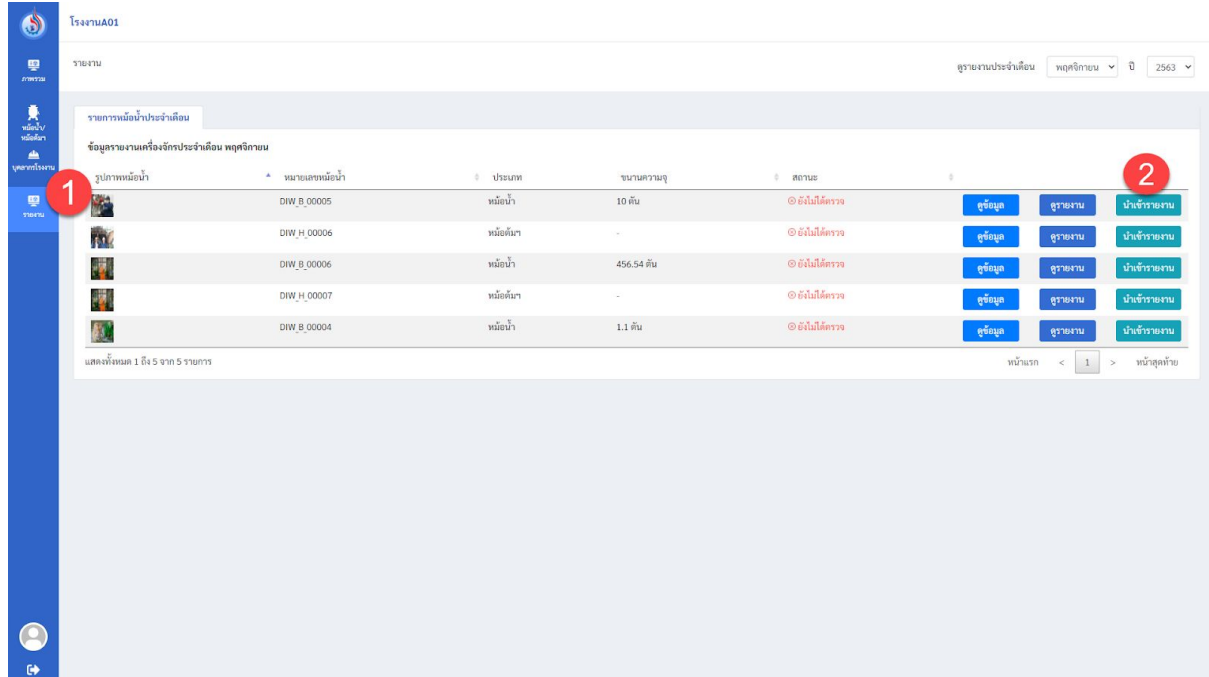 โรงงานA01
ภาพรวม
รายงาน
ดูรายงานประจำเดือน พฤศจิกายน ปี 2563
หม้อน้ำ/
หม้อต้มฯ
บุคลากรโรงงาน
รายงาน
1
2
รายการหม้อน้ำประจำเดือน
ข้อมูลรายงานเครื่องจักรประจำเดือน พฤศจิกายน
รูปภาพหม้อน้ำ หมายเลขหม้อน้ำ ประเภท ขนานความจุ สถานะ
DIW_B_00005 หม้อน้ำ 10 ตัน ยังไม่ได้ตรวจ ดูข้อมูล ดูรายงาน นำเข้ารายงาน
DIW_H_00006 หม้อต้มฯ - ยังไม่ได้ตรวจ ดูข้อมูล ดูรายงาน นำเข้ารายงาน
DIW_B_00006 หม้อน้ำ 456.54 ตัน ยังไม่ได้ตรวจ ดูข้อมูล ดูรายงาน นำเข้ารายงาน
DIW_H_00007 หม้อต้มฯ - ยังไม่ได้ตรวจ ดูข้อมูล ดูรายงาน นำเข้ารายงาน
DIW_B_00004 หม้อน้ำ 1.1 ตัน ยังไม่ได้ตรวจ ดูข้อมูล ดูรายงาน นำเข้ารายงาน
แสดงทั้งหมด 1 ถึง 5 จาก 5 รายการ
หน้าแรก < 1 > หน้าสุดท้าย